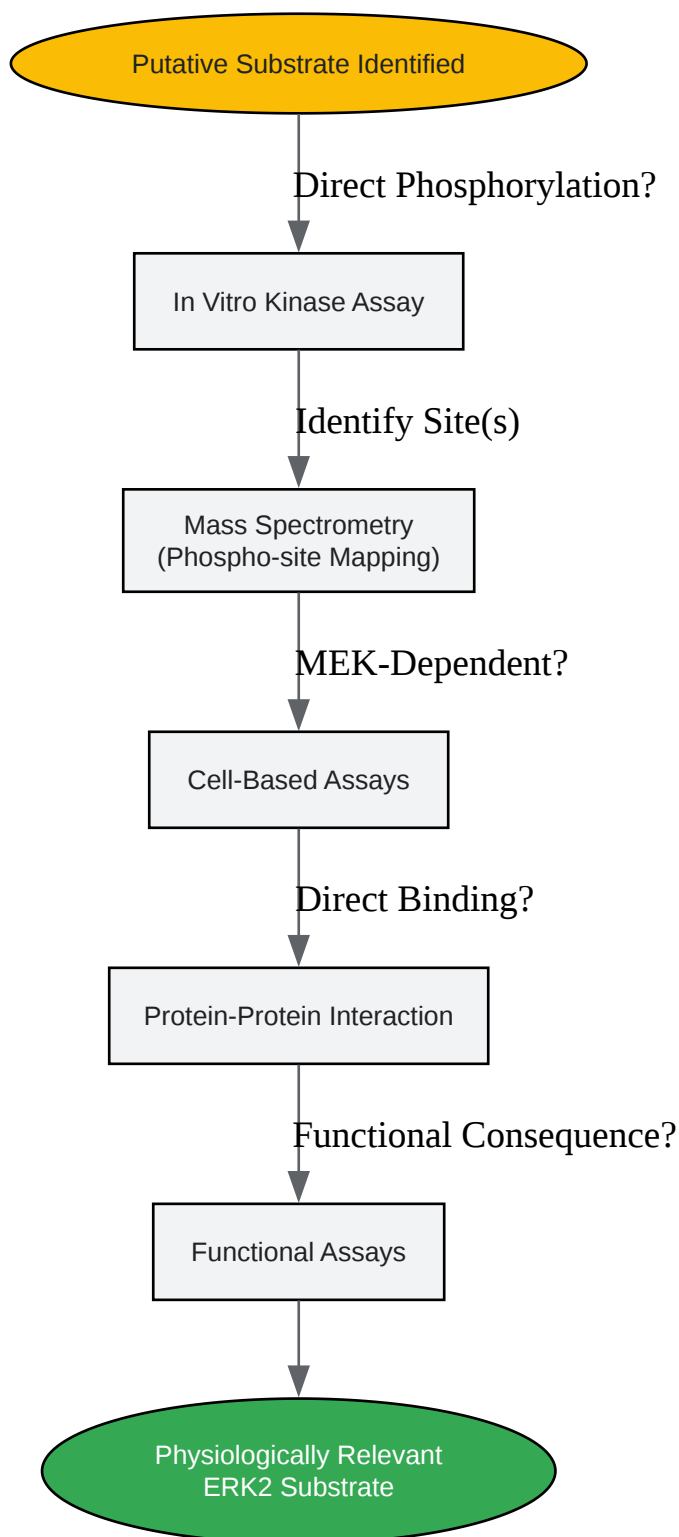 Putative Substrate Identified
Direct Phosphorylation?
In Vitro Kinase Assay
Identify Site(s)
Mass Spectrometry
(Phospho-site Mapping)
MEK-Dependent?
Cell-Based Assays
Direct Binding?
Protein-Protein Interaction
Functional Consequence?
Functional Assays
Physiologically Relevant
ERK2 Substrate